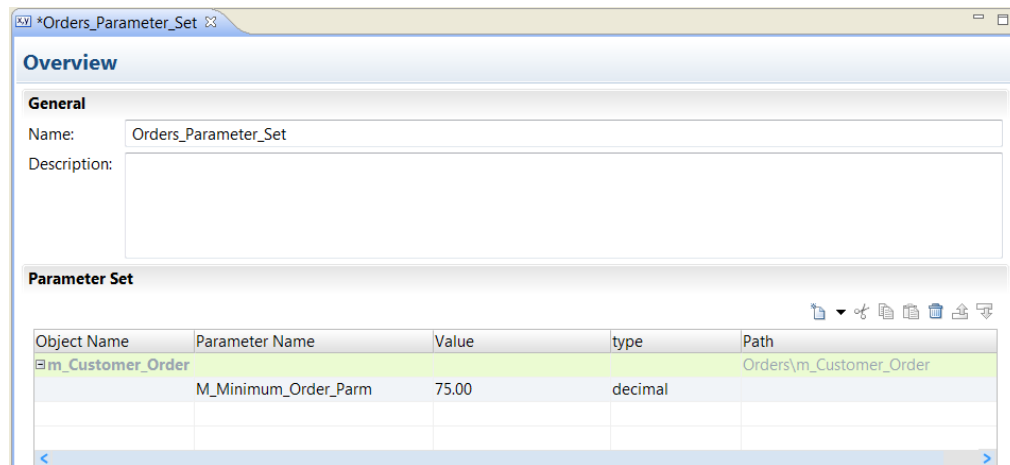 *Orders_Parameter_Set
Overview
General
Name: Orders_Parameter_Set
Description:
Parameter Set
Object Name Parameter Name Value type Path
m_Customer_Order Orders\m_Customer_Order
M_Minimum_Order_Parm 75.00 decimal